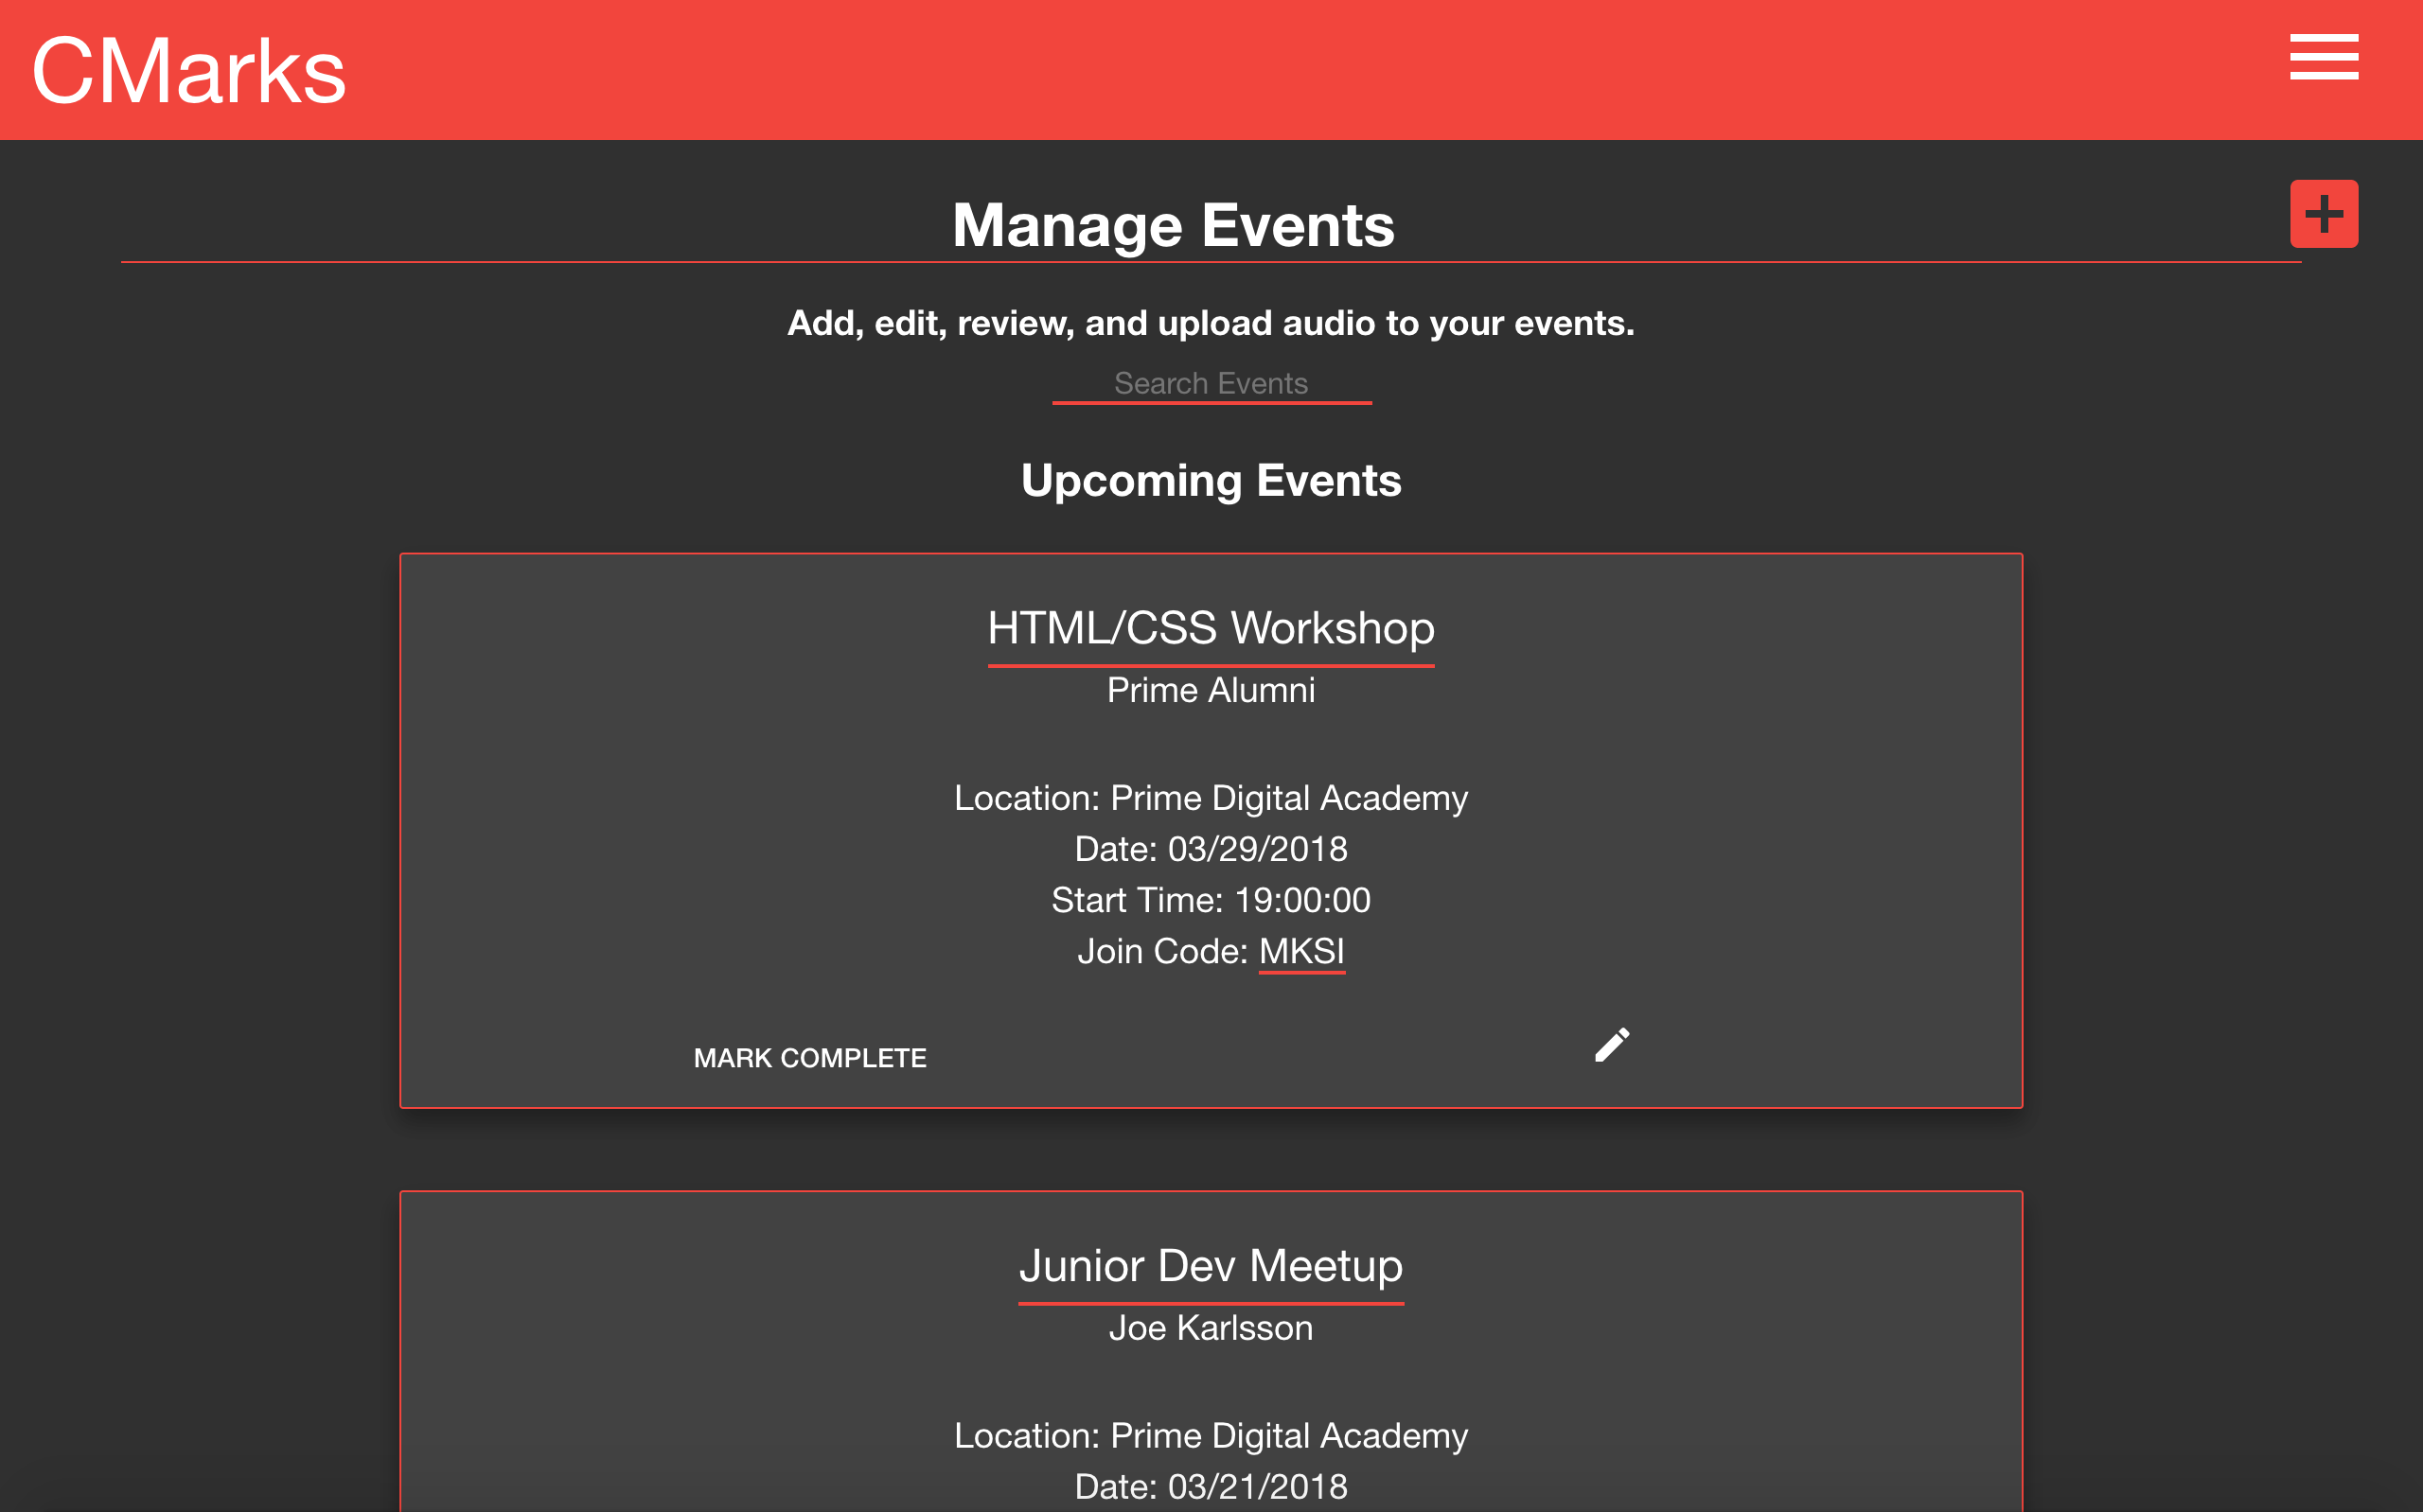 CMarks
Manage Events
Add, edit, review, and upload audio to your events.
Search Events
Upcoming Events
HTML/CSS Workshop
Prime Alumni
Location: Prime Digital Academy
Date: 03/29/2018
Start Time: 19:00:00
Join Code: MKSI
MARK COMPLETE
Junior Dev Meetup
Joe Karlsson
Location: Prime Digital Academy
Date: 03/21/2018